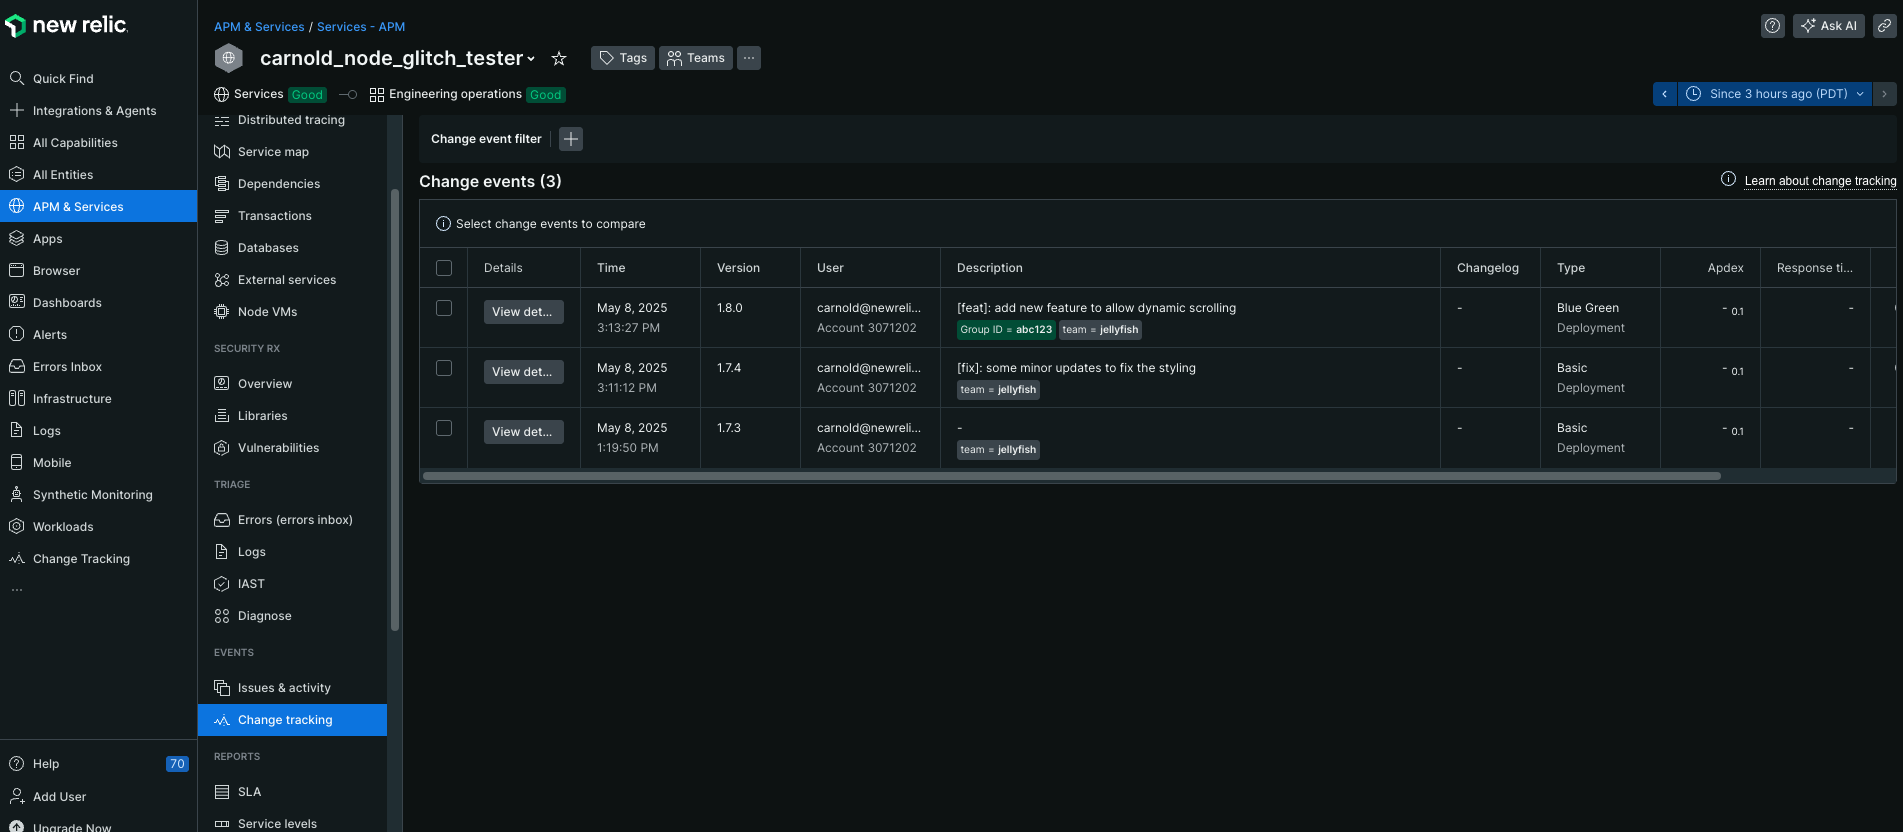 new relic
Quick Find
Integrations & Agents
All Capabilities
All Entities
APM & Services
Apps
Browser
Dashboards
Alerts
Errors Inbox
Infrastructure
Logs
Mobile
Synthetic Monitoring
Workloads
Change Tracking
...
Help 70
Add User
Upgrade Now
APM & Services / Services - APM
carnold_node_glitch_tester
Tags
Teams
...
Ask AI
Services Good
Engineering operations Good
Since 3 hours ago (PDT)
Distributed tracing
Service map
Dependencies
Transactions
Databases
External services
Node VMs
SECURITY RX
Overview
Libraries
Vulnerabilities
TRIAGE
Errors (errors inbox)
Logs
IAST
Diagnose
EVENTS
Issues & activity
Change tracking
REPORTS
SLA
Service levels
Change event filter
Change events (3)
Learn about change tracking
Select change events to compare
Details Time Version User Description Changelog Type Apdex Response ti...
View det... May 8, 2025 1.8.0 carnold@newreli... [feat]: add new feature to allow dynamic scrolling - Blue Green - 0.1 -
3:13:27 PM Account 3071202 Group ID = abc123 team = jellyfish Deployment
View det... May 8, 2025 1.7.4 carnold@newreli... [fix]: some minor updates to fix the styling - Basic - 0.1 -
3:11:12 PM Account 3071202 team = jellyfish Deployment
View det... May 8, 2025 1.7.3 carnold@newreli... - - Basic - 0.1 -
1:19:50 PM Account 3071202 team = jellyfish Deployment